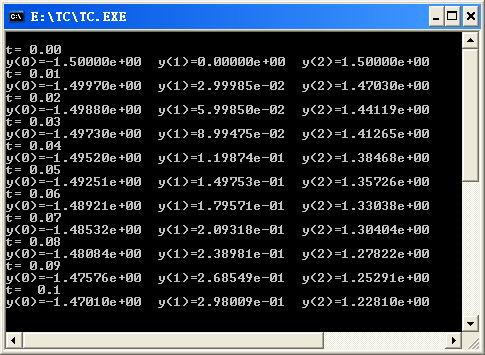 E:\TC\TC.EXE
t= 0.00
y(0)=-1.50000e+00  y(1)=0.00000e+00  y(2)=1.50000e+00
t= 0.01
y(0)=-1.49970e+00  y(1)=2.99985e-02  y(2)=1.47030e+00
t= 0.02
y(0)=-1.49880e+00  y(1)=5.99850e-02  y(2)=1.44119e+00
t= 0.03
y(0)=-1.49730e+00  y(1)=8.99475e-02  y(2)=1.41265e+00
t= 0.04
y(0)=-1.49520e+00  y(1)=1.19874e-01  y(2)=1.38468e+00
t= 0.05
y(0)=-1.49251e+00  y(1)=1.49753e-01  y(2)=1.35726e+00
t= 0.06
y(0)=-1.48921e+00  y(1)=1.79571e-01  y(2)=1.33038e+00
t= 0.07
y(0)=-1.48532e+00  y(1)=2.09318e-01  y(2)=1.30404e+00
t= 0.08
y(0)=-1.48084e+00  y(1)=2.38981e-01  y(2)=1.27822e+00
t= 0.09
y(0)=-1.47576e+00  y(1)=2.68549e-01  y(2)=1.25291e+00
t=  0.1
y(0)=-1.47010e+00  y(1)=2.98009e-01  y(2)=1.22810e+00